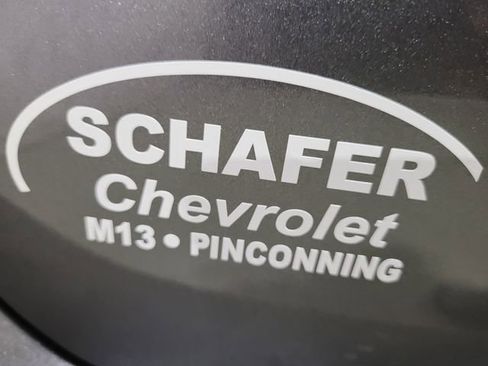 SCHAFER
Chevrolet
M13 • PINCONNING